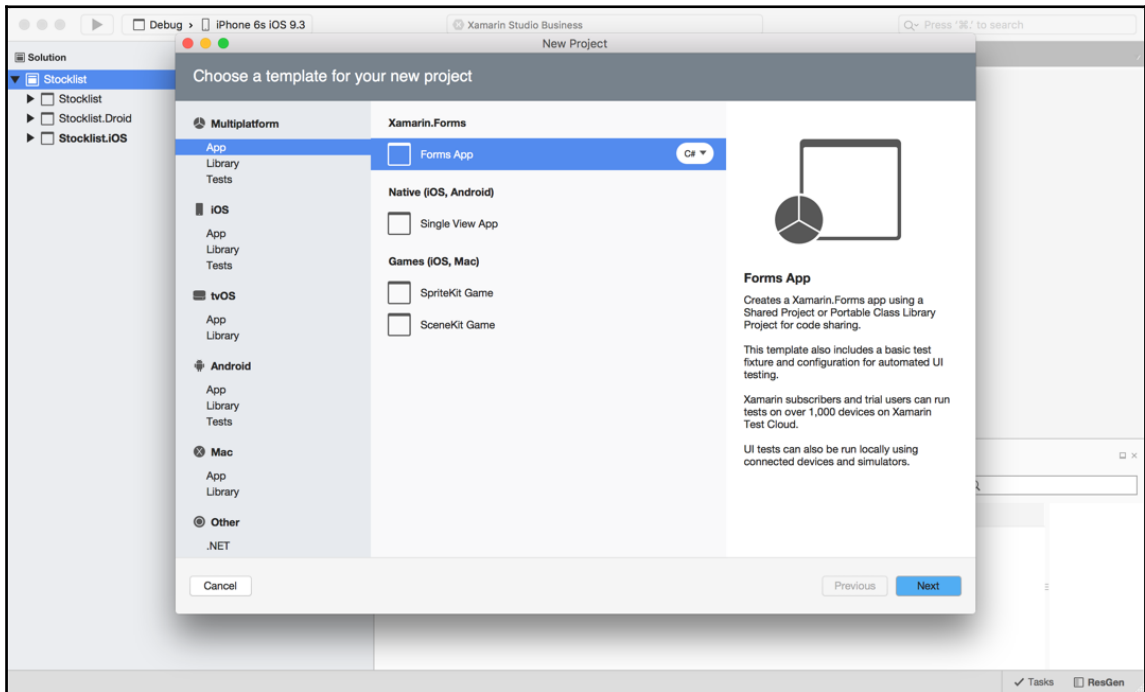 Debug › iPhone 6s iOS 9.3
Xamarin Studio Business
Press '⌘.' to search
Solution
Stocklist
Stocklist
Stocklist.Droid
Stocklist.iOS
New Project
Choose a template for your new project
Multiplatform
App
Library
Tests
iOS
App
Library
Tests
tvOS
App
Library
Android
App
Library
Tests
Mac
App
Library
Other
.NET
Xamarin.Forms
Forms App
C#
Native (iOS, Android)
Single View App
Games (iOS, Mac)
SpriteKit Game
SceneKit Game
Forms App
Creates a Xamarin.Forms app using a
Shared Project or Portable Class Library
Project for code sharing.
This template also includes a basic test
fixture and configuration for automated UI
testing.
Xamarin subscribers and trial users can run
tests on over 1,000 devices on Xamarin
Test Cloud.
UI tests can also be run locally using
connected devices and simulators.
Cancel
Previous
Next
Tasks
ResGen